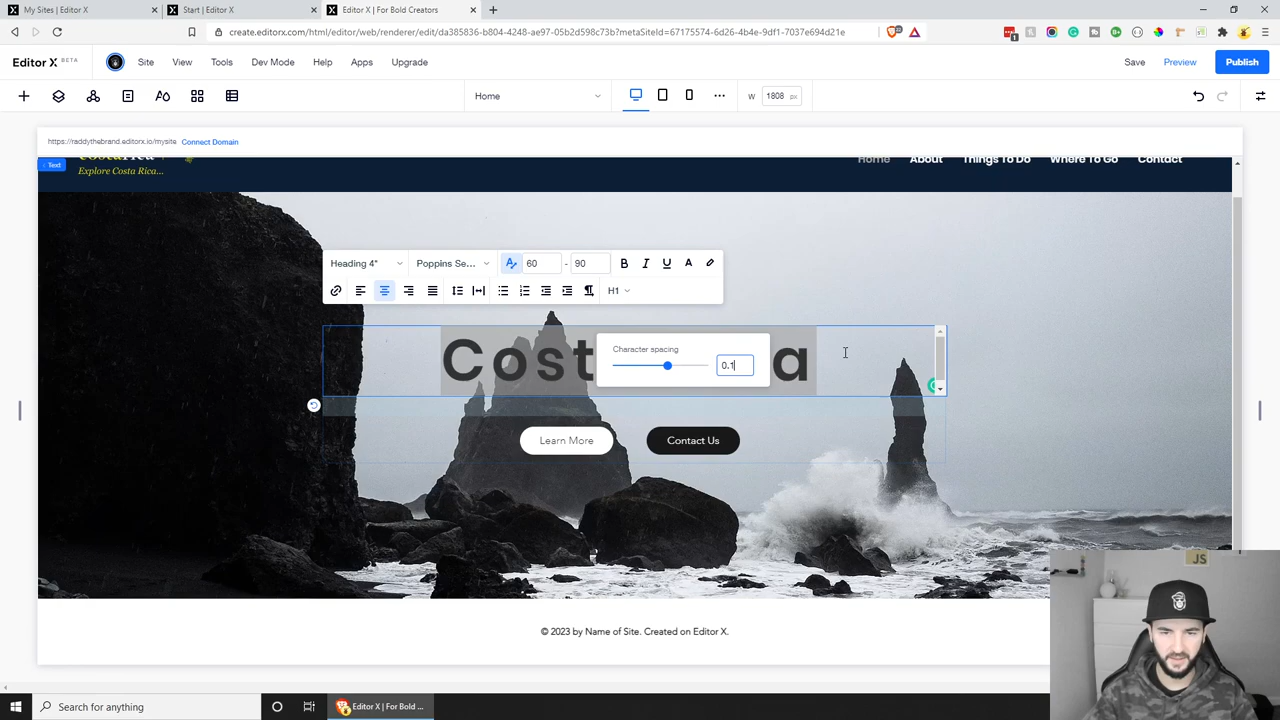 My Sites | Editor X
Start | Editor X
Editor X | For Bold Creators
create.editorx.com/html/editor/web/renderer/edit/da385836-b804-4248-ae97-05b2d598c73b?metaSiteId=67175574-6d26-4b4e-9df1-7037e694d21e
Editor X BETA
Site
View
Tools
Dev Mode
Help
Apps
Upgrade
Save
Preview
Publish
Home
W 1808 px
https://raddythebrand.editorx.io/mysite
Connect Domain
Text
Explore Costa Rica...
Home
About
Things To Do
Where To Go
Contact
Heading 4*
Poppins Se...
60 - 90
B I U A
H1
Cost
a
Character spacing
0.1
Learn More
Contact Us
© 2023 by Name of Site. Created on Editor X.
JS
Search for anything
Editor X | For Bold ...